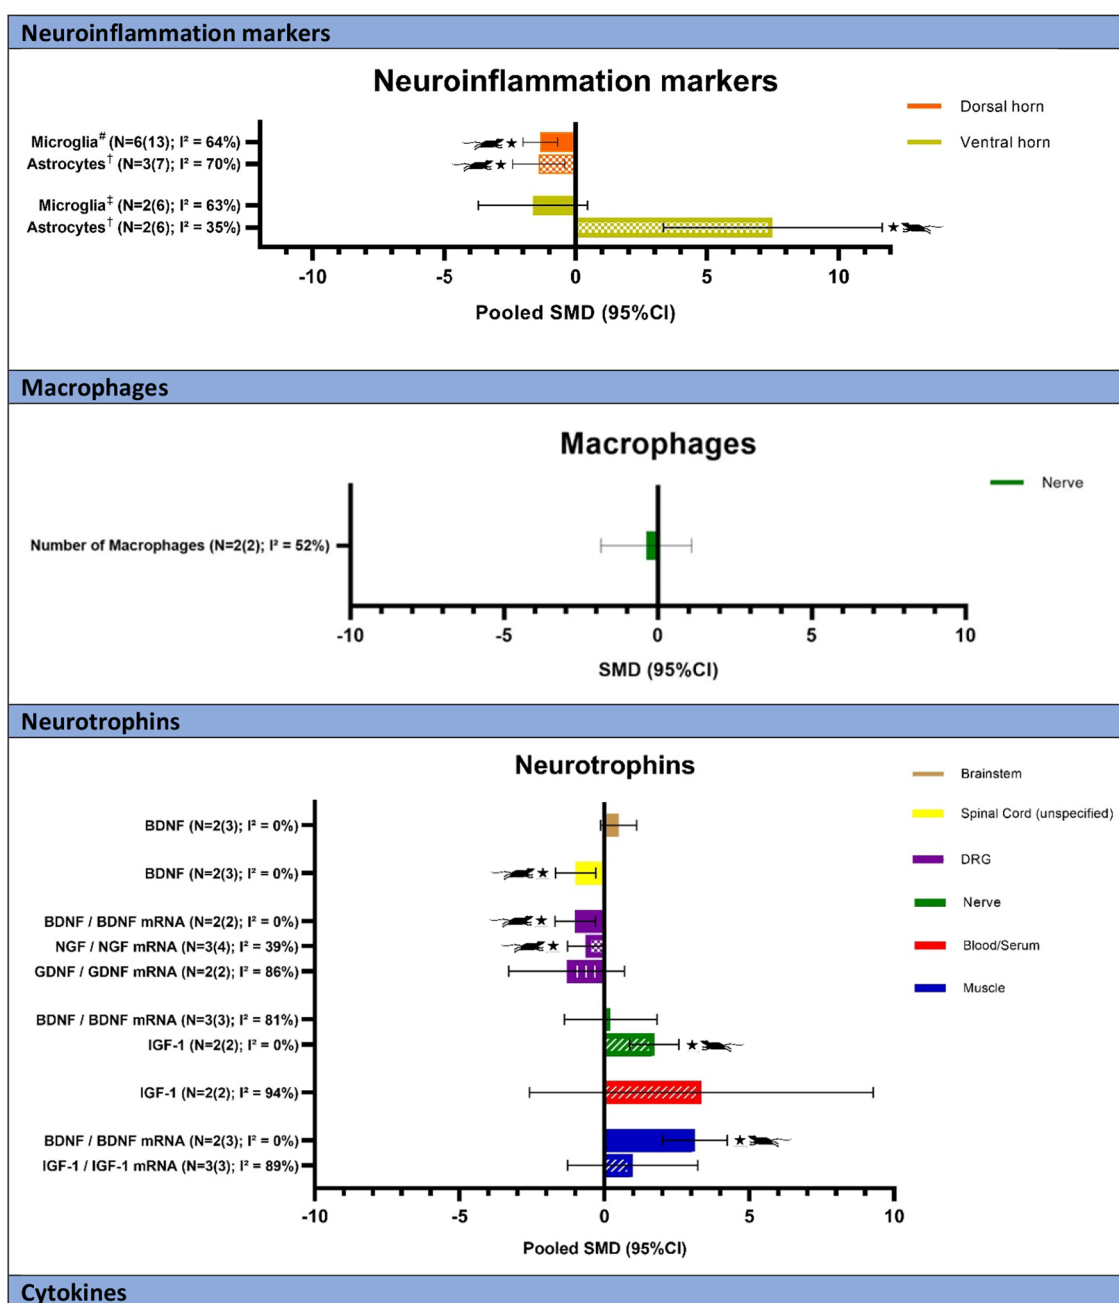 Neuroinflammation markers
Neuroinflammation markers
Dorsal horn
Ventral horn
Microglia# (N=6(13); I² = 64%)
Astrocytes† (N=3(7); I² = 70%)
Microglia‡ (N=2(6); I² = 63%)
Astrocytes† (N=2(6); I² = 35%)
-10 -5 0 5 10
Pooled SMD (95%CI)
Macrophages
Macrophages
Nerve
Number of Macrophages (N=2(2); I² = 52%)
-10 -5 0 5 10
SMD (95%CI)
Neurotrophins
Neurotrophins
Brainstem
Spinal Cord (unspecified)
DRG
Nerve
Blood/Serum
Muscle
BDNF (N=2(3); I² = 0%)
BDNF (N=2(3); I² = 0%)
BDNF / BDNF mRNA (N=2(2); I² = 0%)
NGF / NGF mRNA (N=3(4); I² = 39%)
GDNF / GDNF mRNA (N=2(2); I² = 86%)
BDNF / BDNF mRNA (N=3(3); I² = 81%)
IGF-1 (N=2(2); I² = 0%)
IGF-1 (N=2(2); I² = 94%)
BDNF / BDNF mRNA (N=2(3); I² = 0%)
IGF-1 / IGF-1 mRNA (N=3(3); I² = 89%)
-10 -5 0 5 10
Pooled SMD (95%CI)
Cytokines